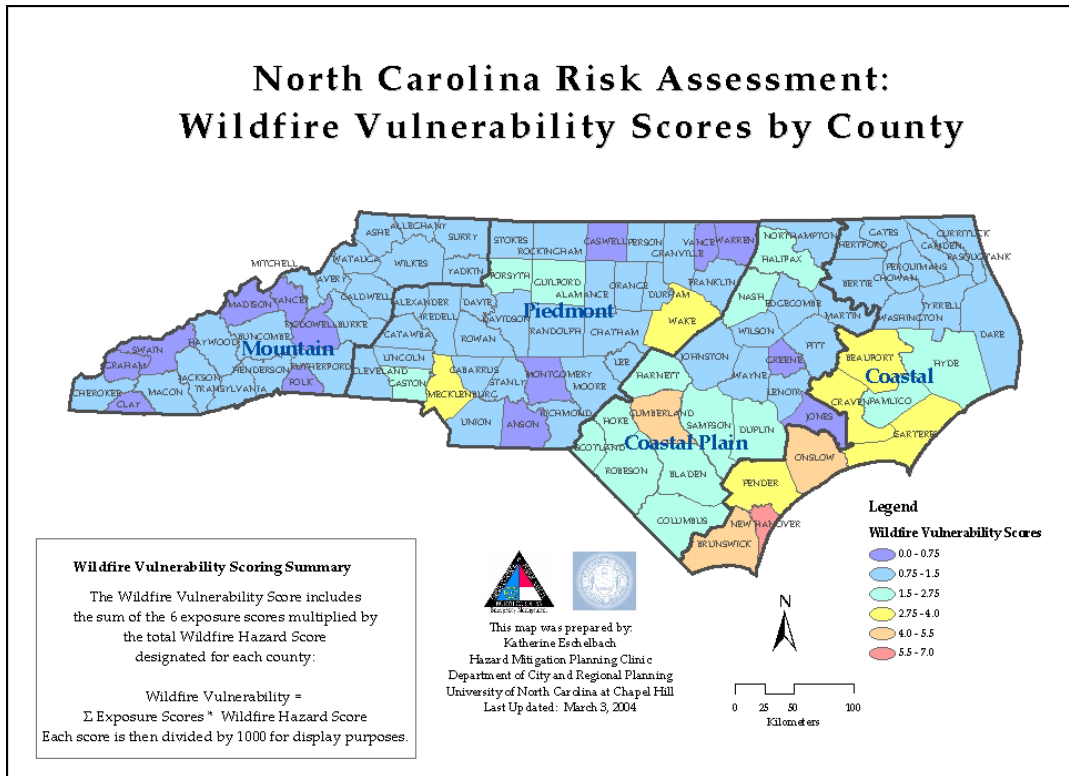 North Carolina Risk Assessment:
Wildfire Vulnerability Scores by County
ALLEGHANY
ASHE
SURRY
STOKES
ROCKINGHAM
CASWELL
PERSON
VANCE
WARREN
GRANVILLE
NORTHAMPTON
GATES
HERTFORD
CURRITUCK
CAMDEN
PASQUOTANK
PERQUIMANS
CHOWAN
HALIFAX
BERTIE
MITCHELL
WATAUGA
WILKES
YADKIN
FORSYTH
GUILFORD
ALAMANCE
ORANGE
DURHAM
FRANKLIN
NASH
EDGECOMBE
MARTIN
WASHINGTON
TYRRELL
DARE
AVERY
CALDWELL
ALEXANDER
DAVIE
IREDELL
DAVIDSON
Piedmont
RANDOLPH
CHATHAM
WAKE
WILSON
PITT
BEAUFORT
HYDE
MADISON
YANCEY
MCDOWELL
BURKE
CATAWBA
ROWAN
LEE
JOHNSTON
GREENE
WAYNE
LENOIR
CRAVEN
PAMLICO
Coastal
SWAIN
HAYWOOD
BUNCOMBE
Mountain
RUTHERFORD
HENDERSON
POLK
GRAHAM
JACKSON
TRANSYLVANIA
CHEROKEE
MACON
CLAY
LINCOLN
CLEVELAND
GASTON
MECKLENBURG
CABARRUS
STANLY
MONTGOMERY
MOORE
HARNETT
UNION
ANSON
RICHMOND
HOKE
CUMBERLAND
SAMPSON
DUPLIN
JONES
CARTERET
Coastal Plain
SCOTLAND
ROBESON
BLADEN
ONSLOW
PENDER
COLUMBUS
NEW HANOVER
BRUNSWICK
Legend
Wildfire Vulnerability Scores
0.0 - 0.75
0.75 - 1.5
1.5 - 2.75
2.75 - 4.0
4.0 - 5.5
5.5 - 7.0
N
0 25 50 100
Kilometers
Wildfire Vulnerability Scoring Summary
The Wildfire Vulnerability Score includes
the sum of the 6 exposure scores multiplied by
the total Wildfire Hazard Score
designated for each county:
Wildfire Vulnerability =
Σ Exposure Scores * Wildfire Hazard Score
Each score is then divided by 1000 for display purposes.
This map was prepared by:
Katherine Eschelbach
Hazard Mitigation Planning Clinic
Department of City and Regional Planning
University of North Carolina at Chapel Hill
Last Updated: March 3, 2004